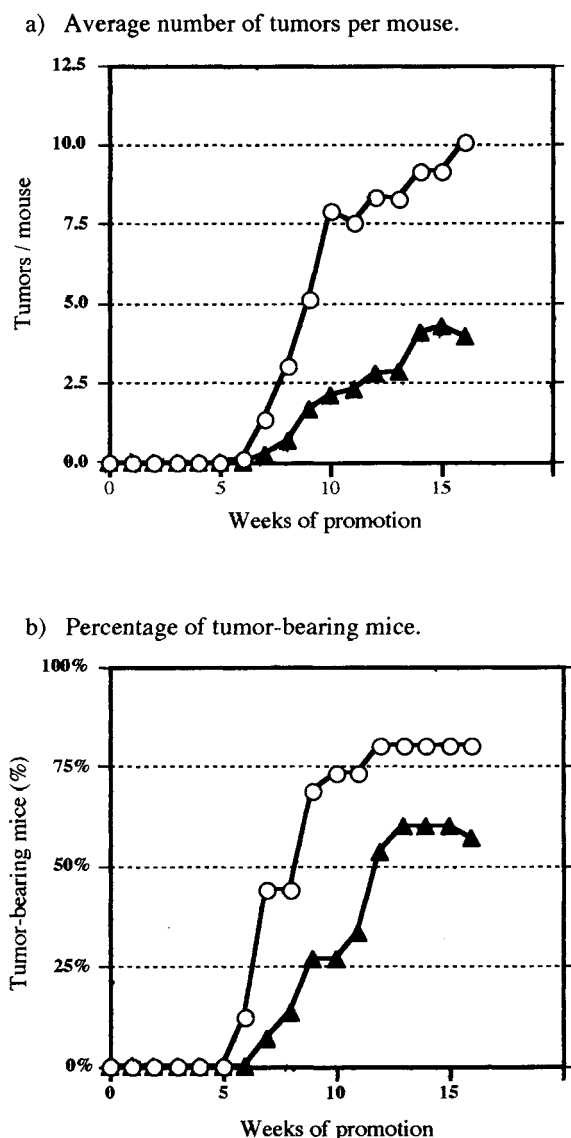 a) Average number of tumors per mouse.
12.5
10.0
7.5
5.0
2.5
0.0
Tumors / mouse
0 5 10 15
Weeks of promotion
b) Percentage of tumor-bearing mice.
100%
75%
50%
25%
0%
Tumor-bearing mice (%)
0 5 10 15
Weeks of promotion